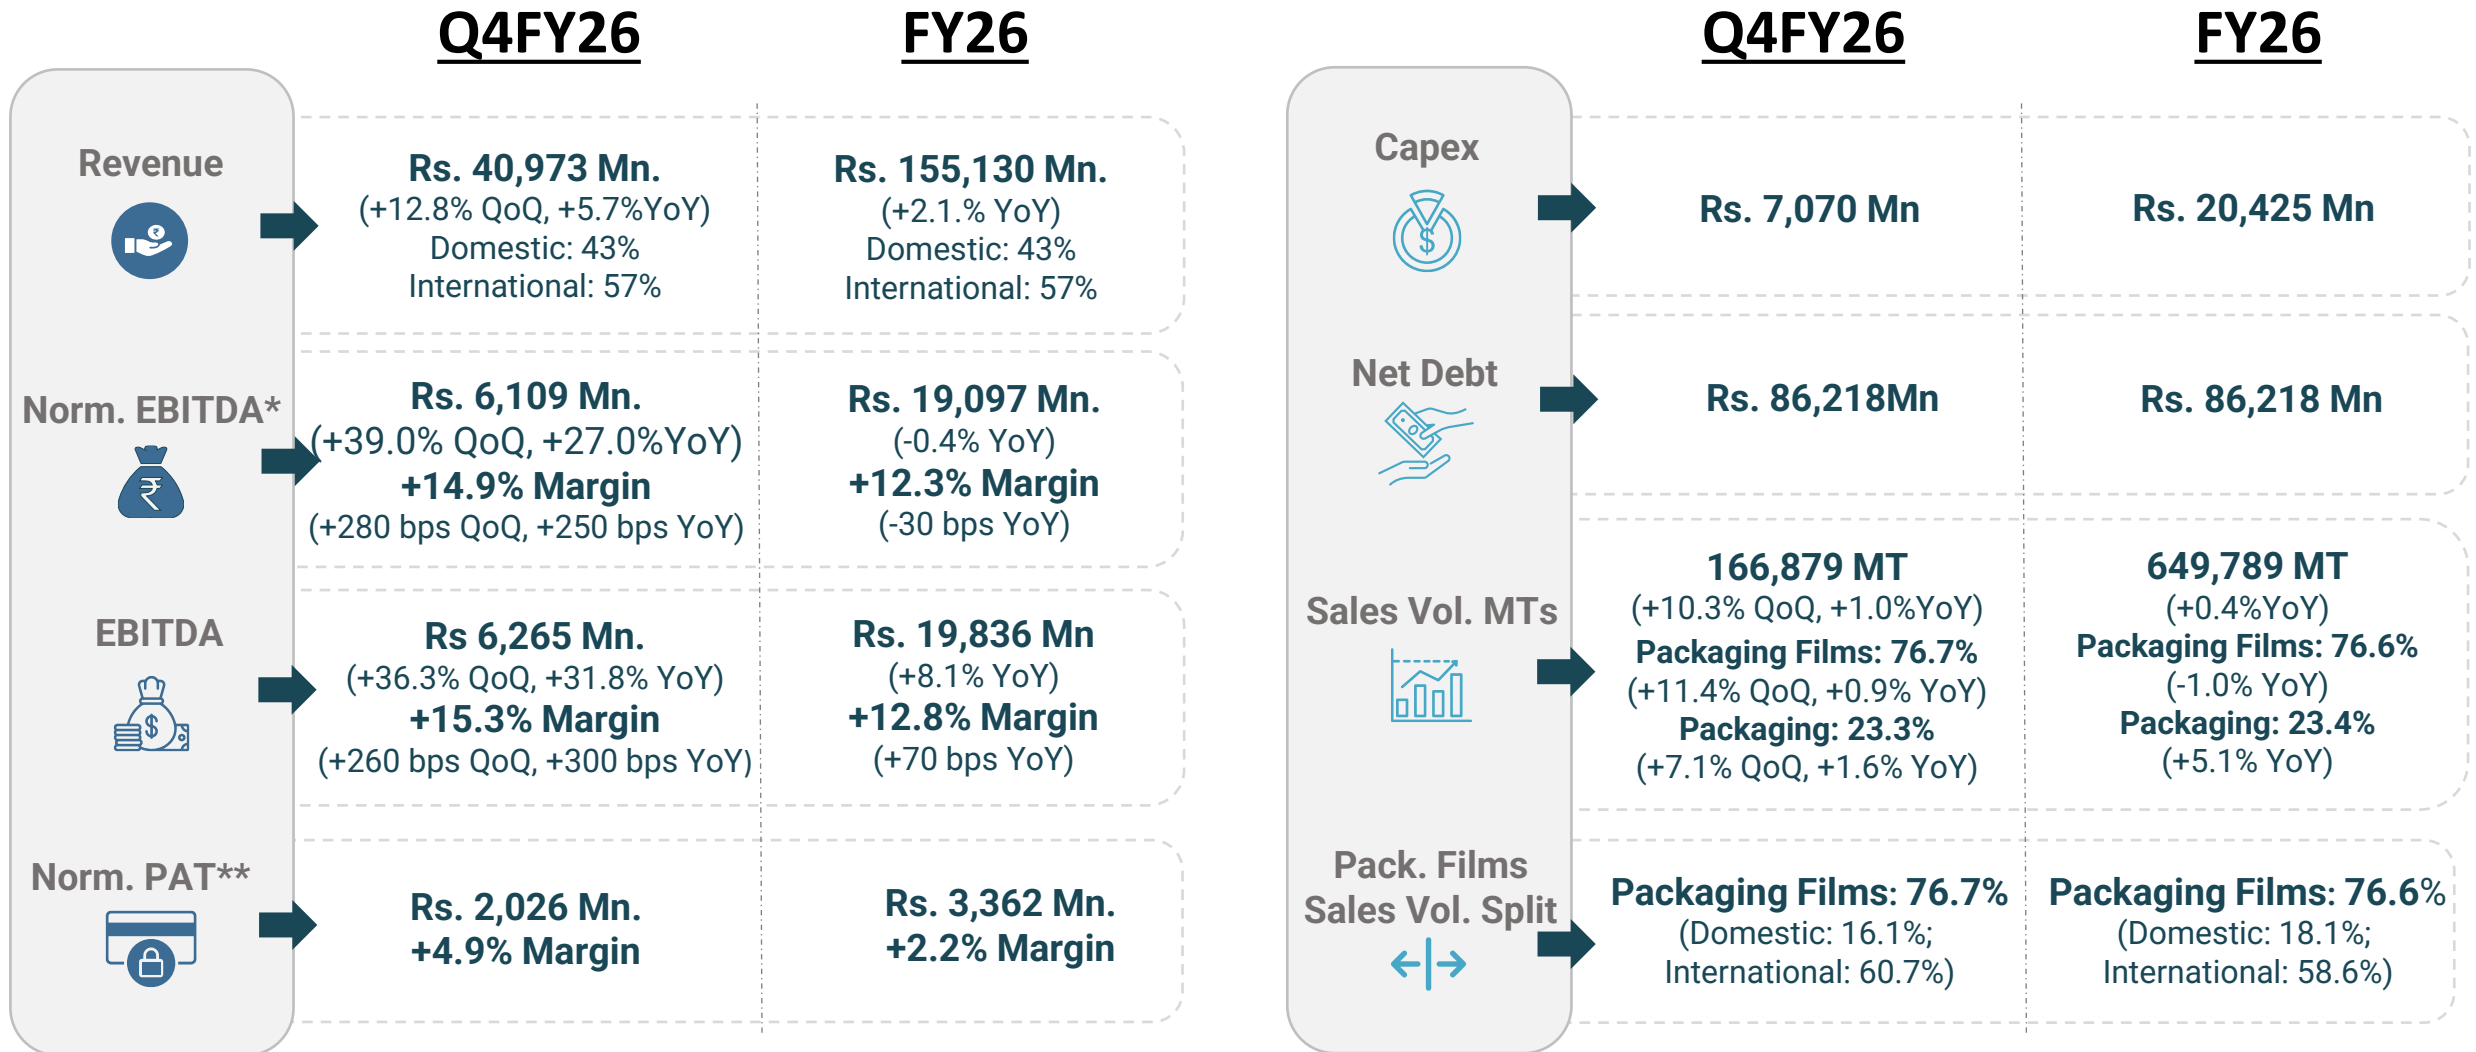 Q4FY26
FY26
Revenue
Rs. 40,973 Mn.
(+12.8% QoQ, +5.7%YoY)
Domestic: 43%
International: 57%
Rs. 155,130 Mn.
(+2.1.% YoY)
Domestic: 43%
International: 57%
Norm. EBITDA*
Rs. 6,109 Mn.
(+39.0% QoQ, +27.0%YoY)
+14.9% Margin
(+280 bps QoQ, +250 bps YoY)
Rs. 19,097 Mn.
(-0.4% YoY)
+12.3% Margin
(-30 bps YoY)
EBITDA
Rs 6,265 Mn.
(+36.3% QoQ, +31.8% YoY)
+15.3% Margin
(+260 bps QoQ, +300 bps YoY)
Rs. 19,836 Mn
(+8.1% YoY)
+12.8% Margin
(+70 bps YoY)
Norm. PAT**
Rs. 2,026 Mn.
+4.9% Margin
Rs. 3,362 Mn.
+2.2% Margin
Q4FY26
FY26
Capex
Rs. 7,070 Mn
Rs. 20,425 Mn
Net Debt
Rs. 86,218Mn
Rs. 86,218 Mn
Sales Vol. MTs
166,879 MT
(+10.3% QoQ, +1.0%YoY)
Packaging Films: 76.7%
(+11.4% QoQ, +0.9% YoY)
Packaging: 23.3%
(+7.1% QoQ, +1.6% YoY)
649,789 MT
(+0.4%YoY)
Packaging Films: 76.6%
(-1.0% YoY)
Packaging: 23.4%
(+5.1% YoY)
Pack. Films
Sales Vol. Split
Packaging Films: 76.7%
(Domestic: 16.1%;
International: 60.7%)
Packaging Films: 76.6%
(Domestic: 18.1%;
International: 58.6%)